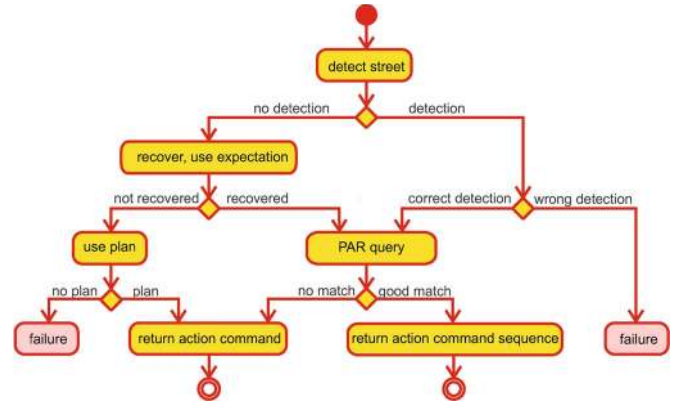 detect street
no detection
detection
recover, use expectation
not recovered
recovered
correct detection
wrong detection
use plan
PAR query
no plan
plan
no match
good match
failure
return action command
return action command sequence
failure